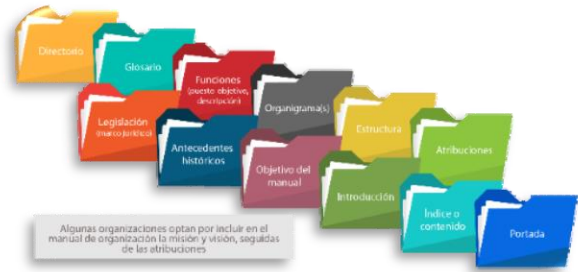 Directorio
Glosario
Funciones
(puesto objetivo,
descripción)
Organigrama(s)
Estructura
Atribuciones
Legislación
(marco jurídico)
Antecedentes
históricos
Objetivo del
manual
Introducción
Índice o
contenido
Portada
Algunas organizaciones optan por incluir en el
manual de organización la misión y visión, seguidas
de las atribuciones